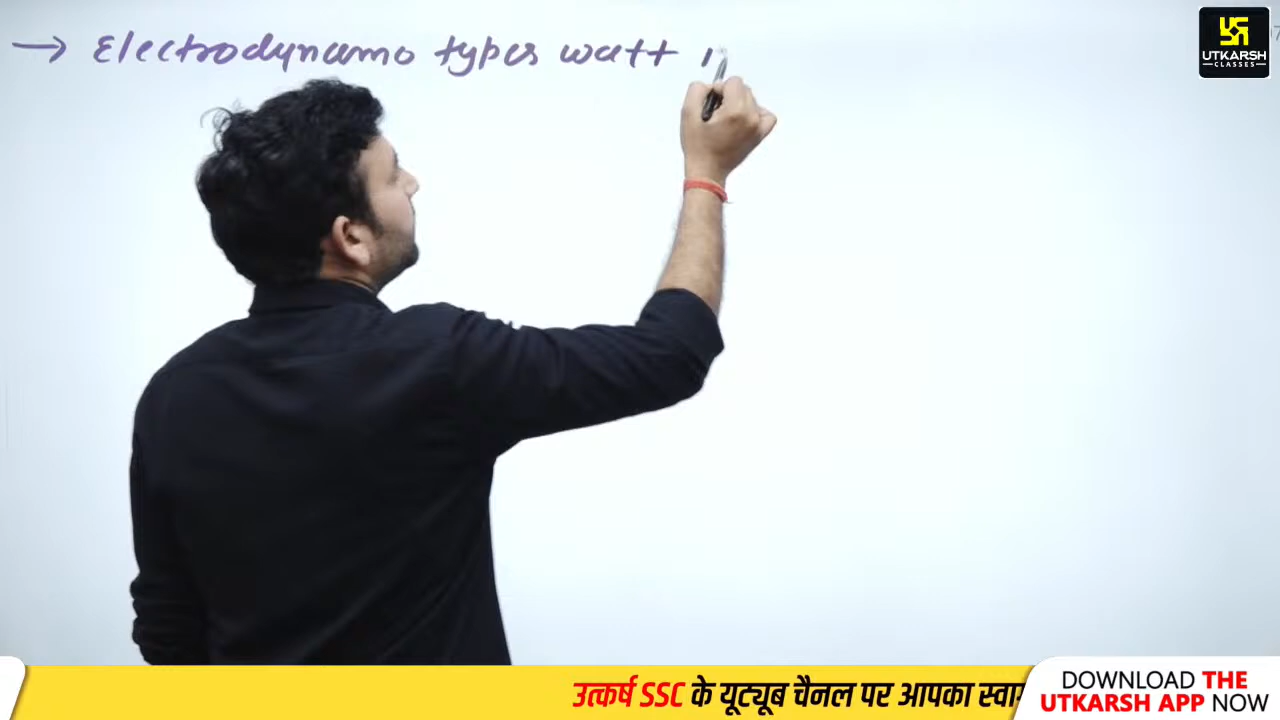 → Electrodynamo types watt
UTKARSH
CLASSES
उत्कर्ष SSC के यूट्यूब चैनल पर आपका
DOWNLOAD THE
UTKARSH APP NOW